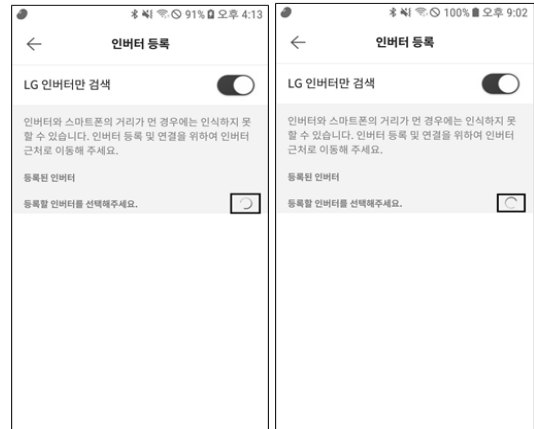 91% 오후 4:13
인버터 등록
LG 인버터만 검색
인버터와 스마트폰의 거리가 먼 경우에는 인식하지 못
할 수 있습니다. 인버터 등록 및 연결을 위하여 인버터
근처로 이동해 주세요.
등록된 인버터
등록할 인버터를 선택해주세요.
100% 오후 9:02
인버터 등록
LG 인버터만 검색
인버터와 스마트폰의 거리가 먼 경우에는 인식하지 못
할 수 있습니다. 인버터 등록 및 연결을 위하여 인버터
근처로 이동해 주세요.
등록된 인버터
등록할 인버터를 선택해주세요.